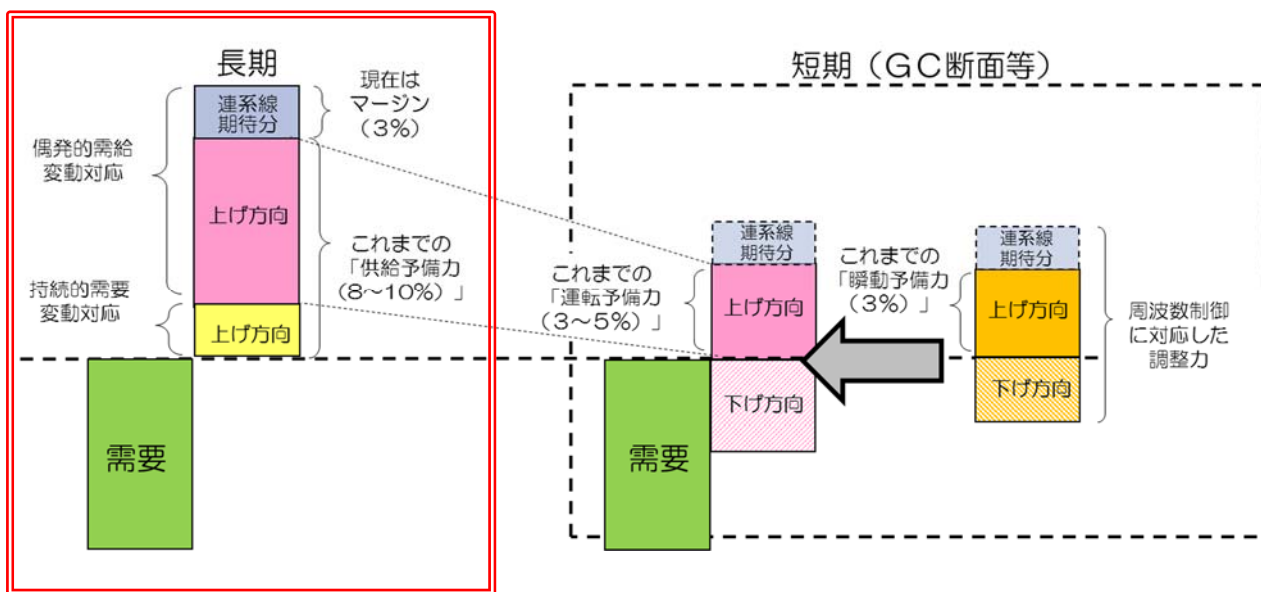 長期
連系線
期待分
現在は
マージン
（3％）
偶発的需給
変動対応
上げ方向
これまでの
「供給予備力
（8～10％）」
持続的需要
変動対応
上げ方向
需要
短期（ＧＣ断面等）
連系線
期待分
これまでの
「運転予備力
（3～5％）」
上げ方向
下げ方向
需要
連系線
期待分
これまでの
「瞬動予備力
（3％）」
上げ方向
下げ方向
周波数制御
に対応した
調整力